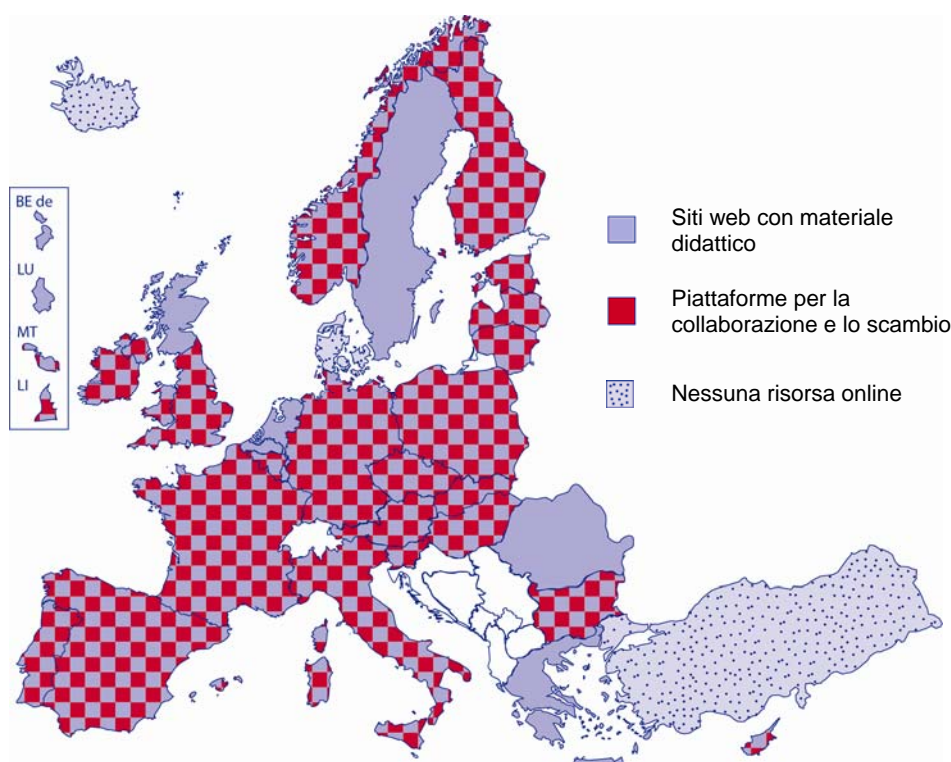 BE de
LU
MT
LI
Siti web con materiale
didattico
Piattaforme per la
collaborazione e lo scambio
Nessuna risorsa online